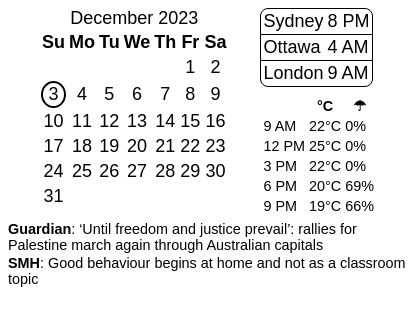 December 2023
Su Mo Tu We Th Fr Sa
1 2
3 4 5 6 7 8 9
10 11 12 13 14 15 16
17 18 19 20 21 22 23
24 25 26 27 28 29 30
31
Sydney 8 PM
Ottawa 4 AM
London 9 AM
°C ☂
9 AM 22°C 0%
12 PM 25°C 0%
3 PM 22°C 0%
6 PM 20°C 69%
9 PM 19°C 66%
Guardian: ‘Until freedom and justice prevail’: rallies for
Palestine march again through Australian capitals
SMH: Good behaviour begins at home and not as a classroom
topic